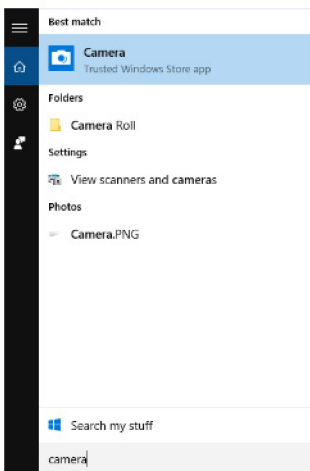 Best match
Camera
Trusted Windows Store app
Folders
Camera Roll
Settings
View scanners and cameras
Photos
Camera.PNG
Search my stuff
camera